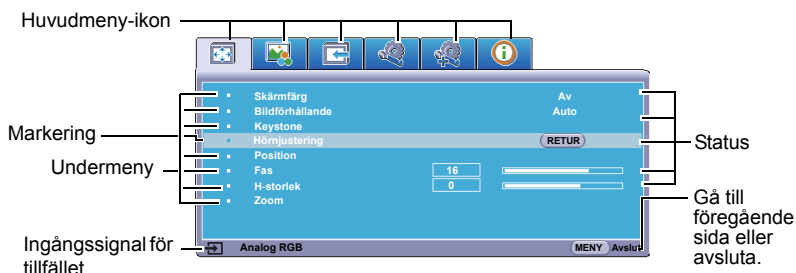 Huvudmeny-ikon
Skärmfärg Av
Bildförhållande Auto
Keystone
Markering
Hörnjustering RETUR
Status
Undermeny
Position
Fas 16
H-storlek 0
Zoom
Gå till
föregående
sida eller
avsluta.
Ingångssignal för
tillfället
Analog RGB
MENY Avsluta